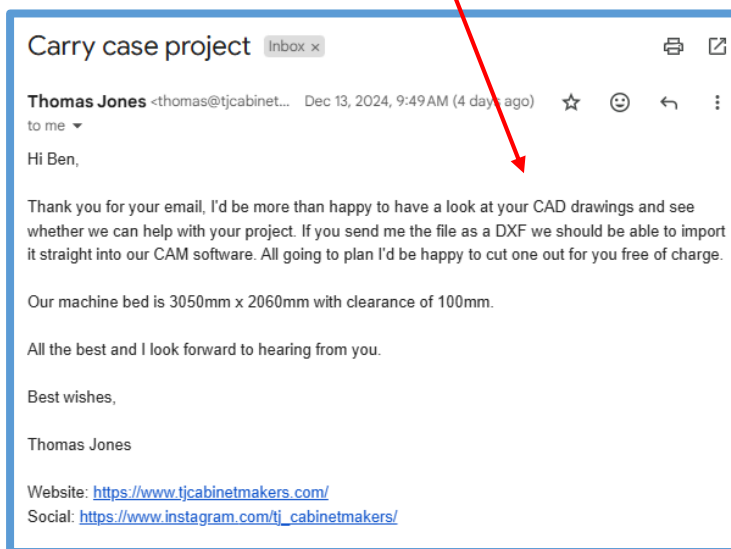 Carry case project Inbox x
Thomas Jones <thomas@tjcabinet... Dec 13, 2024, 9:49 AM (4 days ago)
to me
Hi Ben,
Thank you for your email, I'd be more than happy to have a look at your CAD drawings and see
whether we can help with your project. If you send me the file as a DXF we should be able to import
it straight into our CAM software. All going to plan I'd be happy to cut one out for you free of charge.
Our machine bed is 3050mm x 2060mm with clearance of 100mm.
All the best and I look forward to hearing from you.
Best wishes,
Thomas Jones
Website: https://www.tjcabinetmakers.com/
Social: https://www.instagram.com/tj_cabinetmakers/